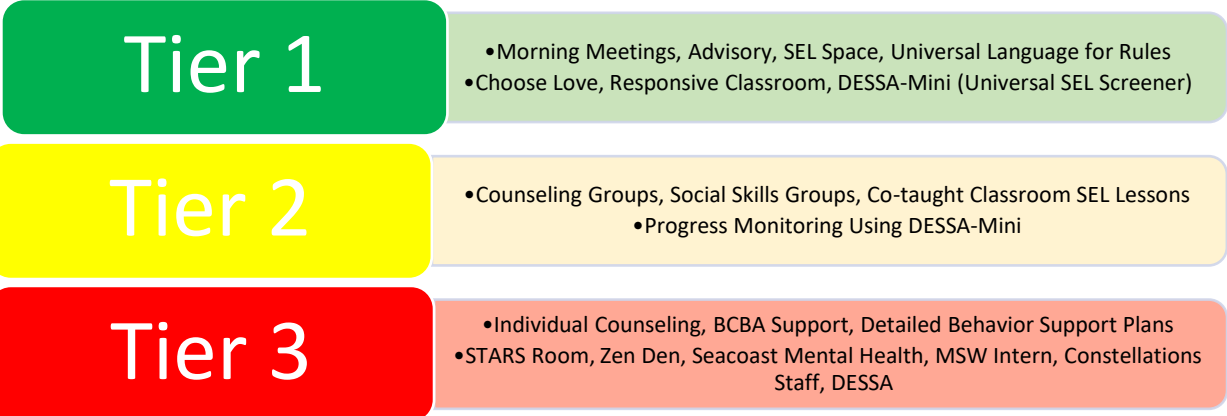 Tier 1
•Morning Meetings, Advisory, SEL Space, Universal Language for Rules
•Choose Love, Responsive Classroom, DESSA-Mini (Universal SEL Screener)
Tier 2
•Counseling Groups, Social Skills Groups, Co-taught Classroom SEL Lessons
•Progress Monitoring Using DESSA-Mini
Tier 3
•Individual Counseling, BCBA Support, Detailed Behavior Support Plans
•STARS Room, Zen Den, Seacoast Mental Health, MSW Intern, Constellations
Staff, DESSA